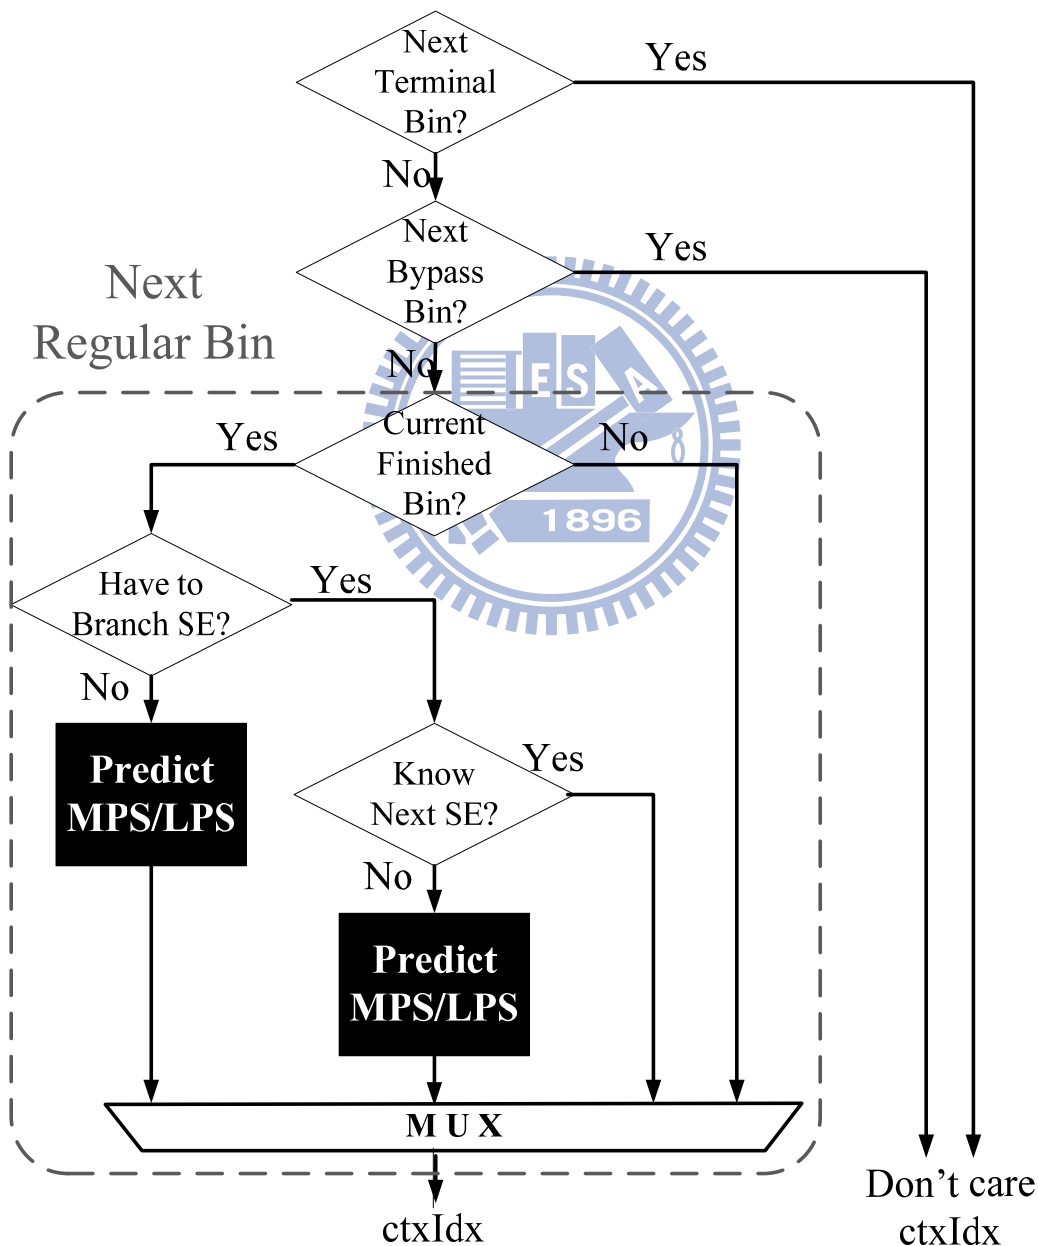 Next
Terminal
Bin?
Yes
No
Next
Bypass
Bin?
Yes
No
Next
Regular Bin
Current
Finished
Bin?
Yes
No
E S A
8
1896
Have to
Branch SE?
Yes
No
Predict
MPS/LPS
Know
Next SE?
Yes
No
Predict
MPS/LPS
M U X
ctxIdx
Don't care
ctxIdx